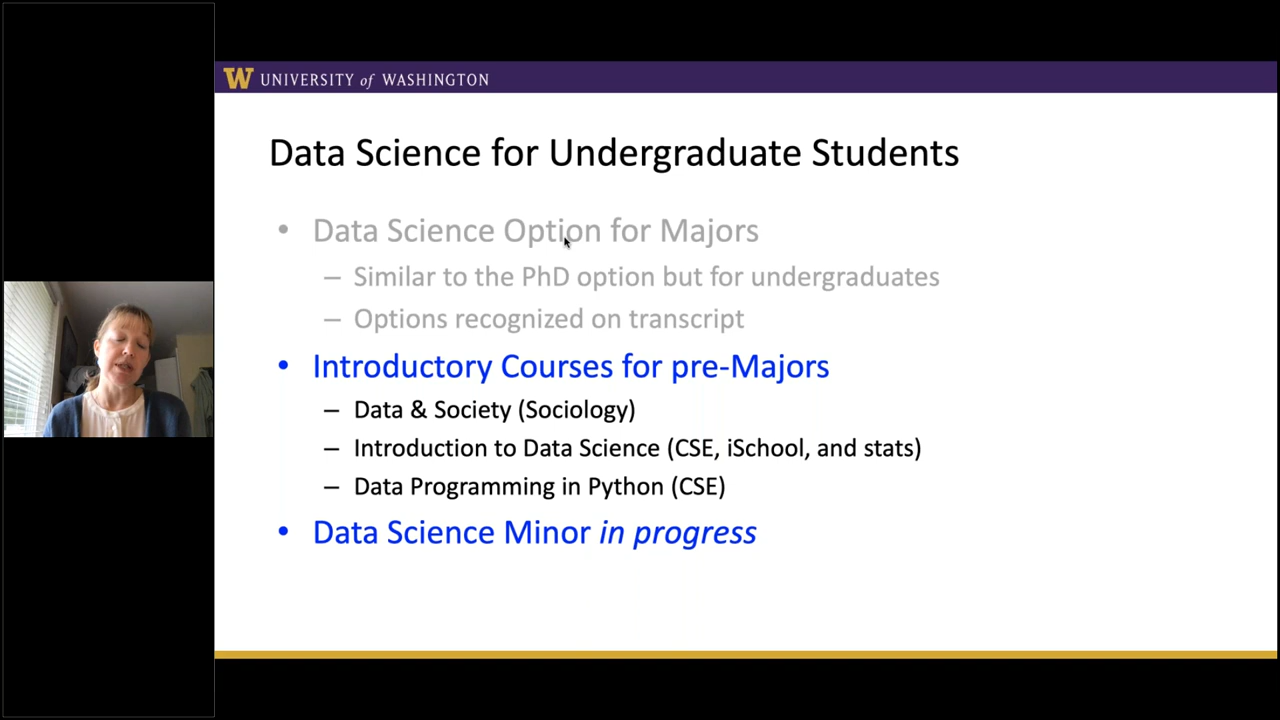 W UNIVERSITY of WASHINGTON
Data Science for Undergraduate Students
• Data Science Option for Majors
– Similar to the PhD option but for undergraduates
– Options recognized on transcript
• Introductory Courses for pre-Majors
– Data & Society (Sociology)
– Introduction to Data Science (CSE, iSchool, and stats)
– Data Programming in Python (CSE)
• Data Science Minor in progress